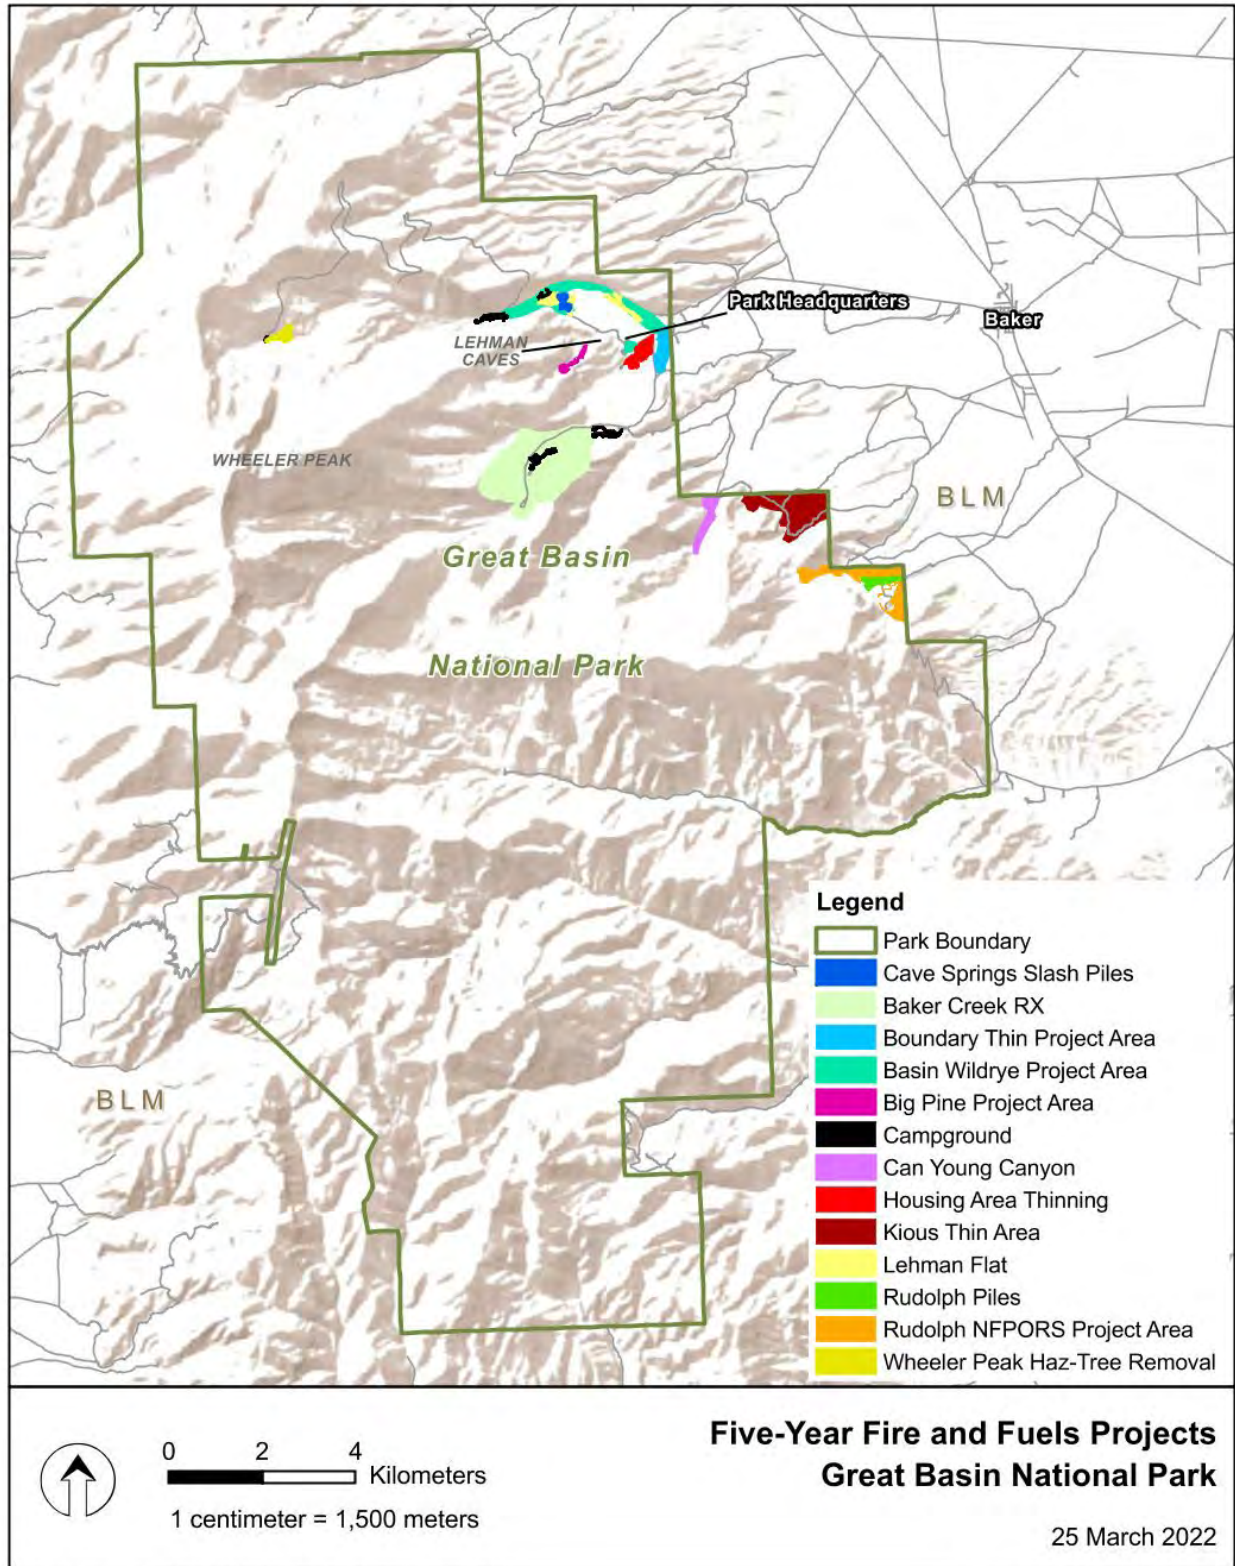 Park Headquarters
Baker
LEHMAN
CAVES
WHEELER PEAK
BLM
Great Basin
National Park
BLM
Legend
Park Boundary
Cave Springs Slash Piles
Baker Creek RX
Boundary Thin Project Area
Basin Wildrye Project Area
Big Pine Project Area
Campground
Can Young Canyon
Housing Area Thinning
Kious Thin Area
Lehman Flat
Rudolph Piles
Rudolph NFPORS Project Area
Wheeler Peak Haz-Tree Removal
0 2 4
Kilometers
1 centimeter = 1,500 meters
Five-Year Fire and Fuels Projects
Great Basin National Park
25 March 2022